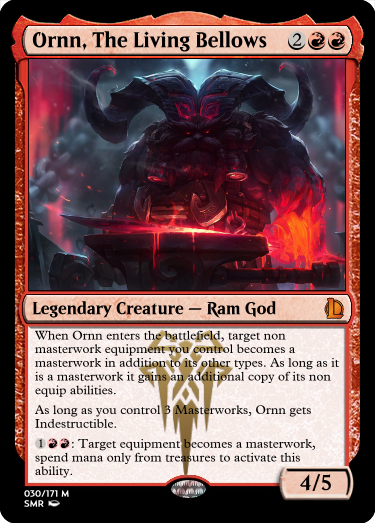 Ornn, The Living Bellows 2
Legendary Creature — Ram God
When Ornn enters the battlefield, target non
masterwork equipment you control becomes a
masterwork in addition to its other types. As long as it
is a masterwork it gains an additional copy of its non
equip abilities.
As long as you control 3 Masterworks, Ornn gets
Indestructible.
1: Target equipment becomes a masterwork,
spend mana only from treasures to activate this
ability.
4/5
030/171 M
SMR